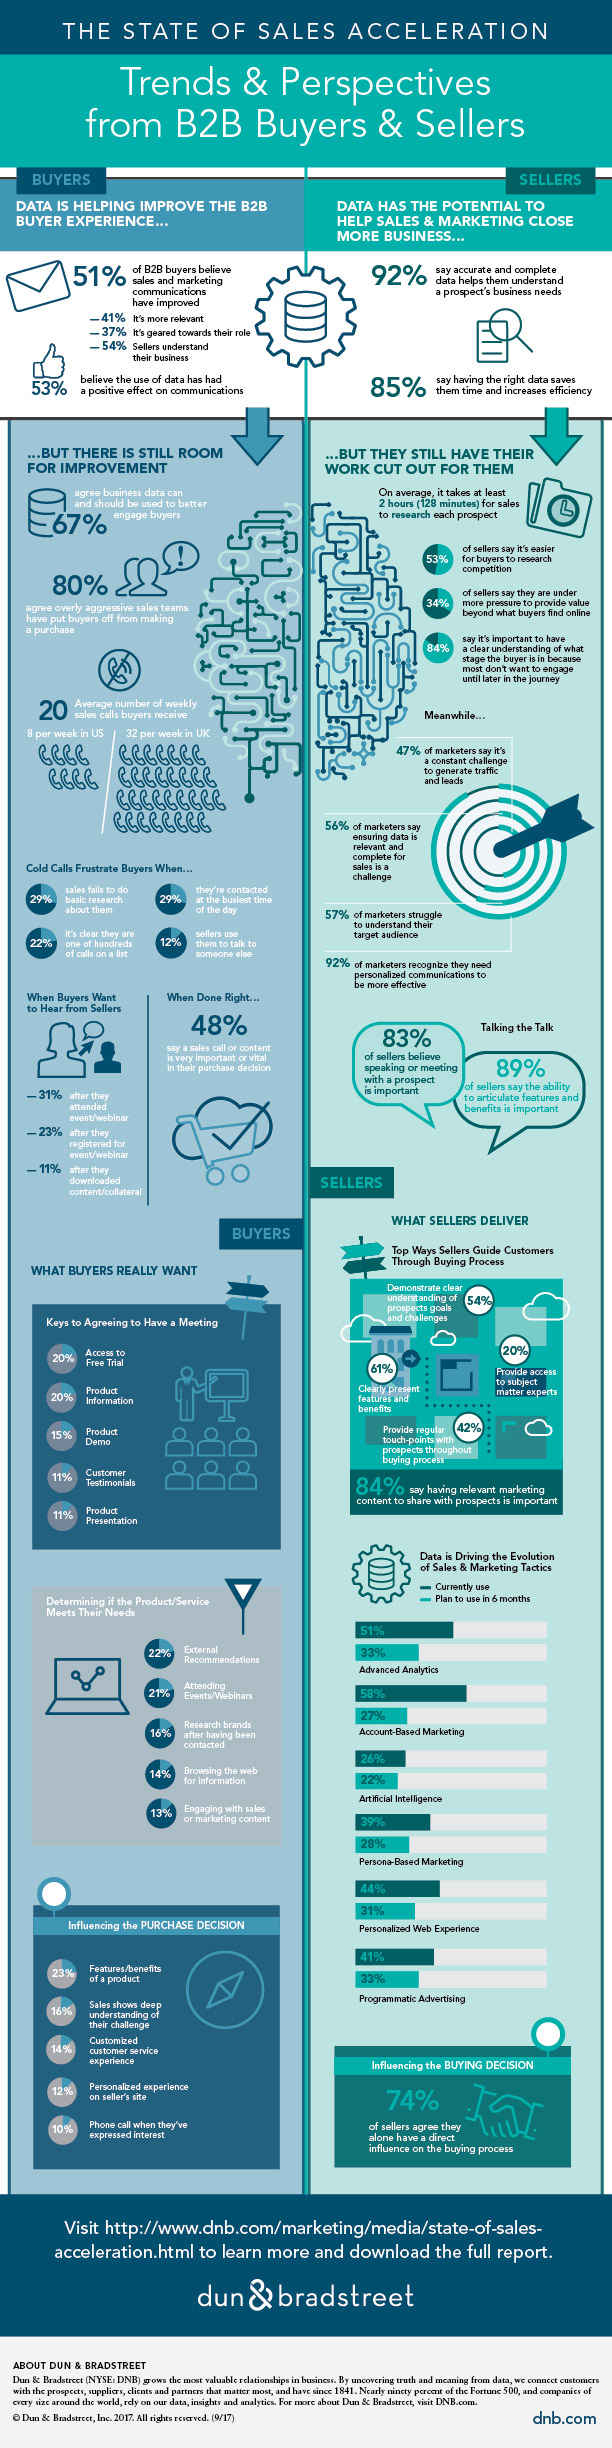 THE STATE OF SALES ACCELERATION
Trends & Perspectives
from B2B Buyers & Sellers
BUYERS
DATA IS HELPING IMPROVE THE B2B
BUYER EXPERIENCE...
51%
of B2B buyers believe
sales and marketing
communications
have improved
— 41% It's more relevant
— 37% It's geared towards their role
— 54% Sellers understand
their business
53%
believe the use of data has had
a positive effect on communications
SELLERS
DATA HAS THE POTENTIAL TO
HELP SALES & MARKETING CLOSE
MORE BUSINESS...
92%
say accurate and complete
data helps them understand
a prospect's business needs
85%
say having the right data saves
them time and increases efficiency
...BUT THERE IS STILL ROOM
FOR IMPROVEMENT
67%
agree business data can
and should be used to better
engage buyers
80%
agree overly aggressive sales teams
have put buyers off from making
a purchase
20
Average number of weekly
sales calls buyers receive
8 per week in US
32 per week in UK
Cold Calls Frustrate Buyers When...
29%
sales fails to do
basic research
about them
29%
they're contacted
at the busiest time
of the day
22%
it's clear they are
one of hundreds
of calls on a list
12%
sellers use
them to talk to
someone else
When Buyers Want
to Hear from Sellers
— 31% after they
attended
event/webinar
— 23% after they
registered for
event/webinar
— 11% after they
downloaded
content/collateral
When Done Right...
48%
say a sales call or content
is very important or vital
in their purchase decision
...BUT THEY STILL HAVE THEIR
WORK CUT OUT FOR THEM
On average, it takes at least
2 hours (128 minutes) for sales
to research each prospect
53%
of sellers say it's easier
for buyers to research
competition
34%
of sellers say they are under
more pressure to provide value
beyond what buyers find online
84%
say it's important to have
a clear understanding of what
stage the buyer is in because
most don't want to engage
until later in the journey
Meanwhile...
47% of marketers say it's
a constant challenge
to generate traffic
and leads
56% of marketers say
ensuring data is
relevant and
complete for
sales is a
challenge
57% of marketers struggle
to understand their
target audience
92% of marketers recognize they need
personalized communications to
be more effective
Talking the Talk
83%
of sellers believe
speaking or meeting
with a prospect
is important
89%
of sellers say the ability
to articulate features and
benefits is important
BUYERS
WHAT BUYERS REALLY WANT
Keys to Agreeing to Have a Meeting
20%
Access to
Free Trial
20%
Product
Information
15%
Product
Demo
11%
Customer
Testimonials
11%
Product
Presentation
Determining if the Product/Service
Meets Their Needs
22%
External
Recommendations
21%
Attending
Events/Webinars
16%
Research brands
after having been
contacted
14%
Browsing the web
for information
13%
Engaging with sales
or marketing content
Influencing the PURCHASE DECISION
23%
Features/benefits
of a product
16%
Sales shows deep
understanding of
their challenge
14%
Customized
customer service
experience
12%
Personalized experience
on seller's site
10%
Phone call when they've
expressed interest
SELLERS
WHAT SELLERS DELIVER
Top Ways Sellers Guide Customers
Through Buying Process
Demonstrate clear
understanding of
prospects goals
and challenges
54%
20%
Provide access
to subject
matter experts
61%
Clearly present
features and
benefits
Provide regular
touch-points with
prospects throughout
buying process
42%
84% say having relevant marketing
content to share with prospects is important
Data is Driving the Evolution
of Sales & Marketing Tactics
Currently use
Plan to use in 6 months
51%
33%
Advanced Analytics
58%
27%
Account-Based Marketing
26%
22%
Artificial Intelligence
39%
28%
Persona-Based Marketing
44%
31%
Personalized Web Experience
41%
33%
Programmatic Advertising
Influencing the BUYING DECISION
74%
of sellers agree they
alone have a direct
influence on the buying process
Visit http://www.dnb.com/marketing/media/state-of-sales-
acceleration.html to learn more and download the full report.
dun & bradstreet
ABOUT DUN & BRADSTREET
Dun & Bradstreet (NYSE: DNB) grows the most valuable relationships in business. By uncovering truth and meaning from data, we connect customers
with the prospects, suppliers, clients and partners that matter most, and have since 1841. Nearly ninety percent of the Fortune 500, and companies of
every size around the world, rely on our data, insights and analytics. For more about Dun & Bradstreet, visit DNB.com.
© Dun & Bradstreet, Inc. 2017. All rights reserved. (9/17)
dnb.com